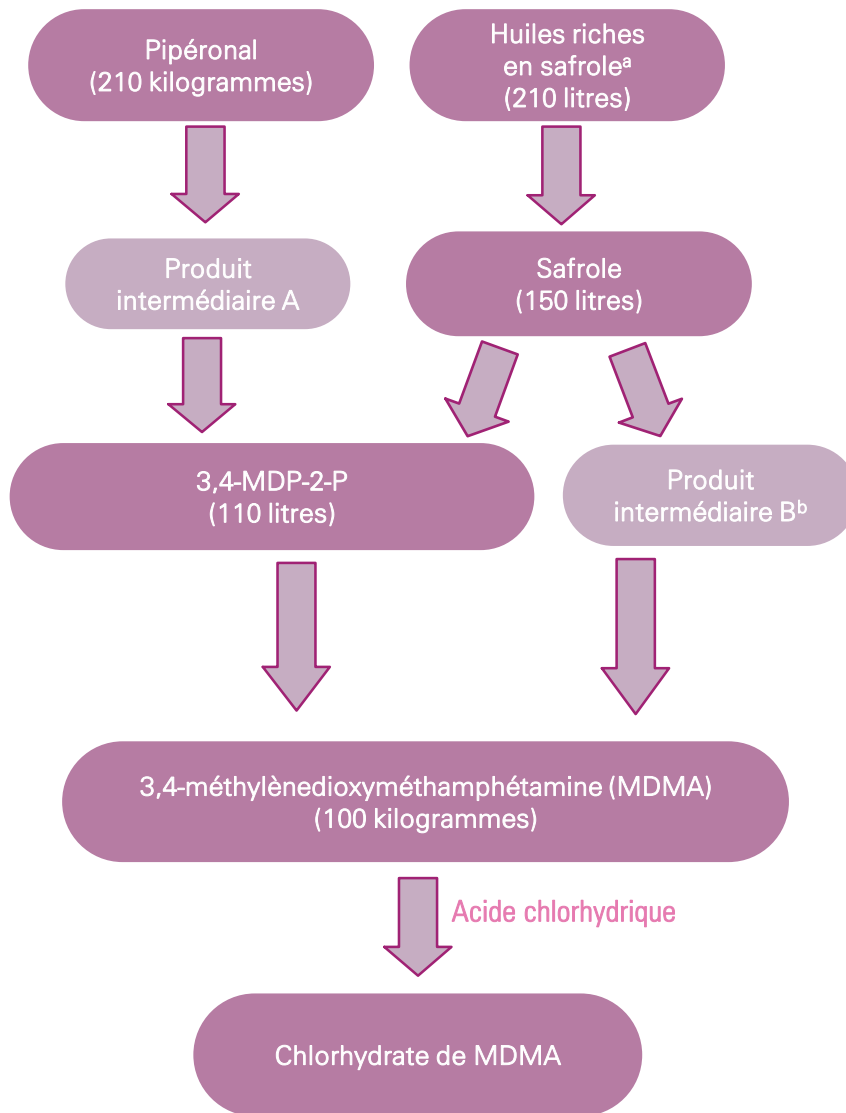 Pipéronal
(210 kilogrammes)
Huiles riches
en safroleᵃ
(210 litres)
Produit
intermédiaire A
Safrole
(150 litres)
3,4-MDP-2-P
(110 litres)
Produit
intermédiaire Bᵇ
3,4-méthylènedioxyméthamphétamine (MDMA)
(100 kilogrammes)
Acide chlorhydrique
Chlorhydrate de MDMA